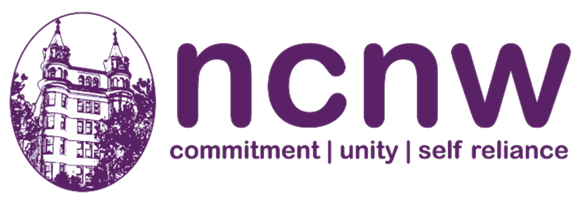 ncnw
commitment | unity | self reliance